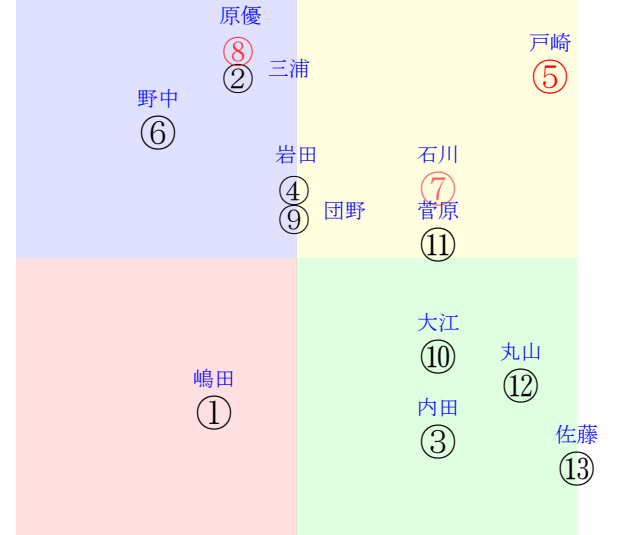 原優
戸崎
⑧
三浦
②
⑤
野中
⑥
岩田
石川
④
⑦
団野
菅原
⑨
⑪
大江
丸山
⑩
⑫
嶋田
内田
①
③
佐藤
⑬